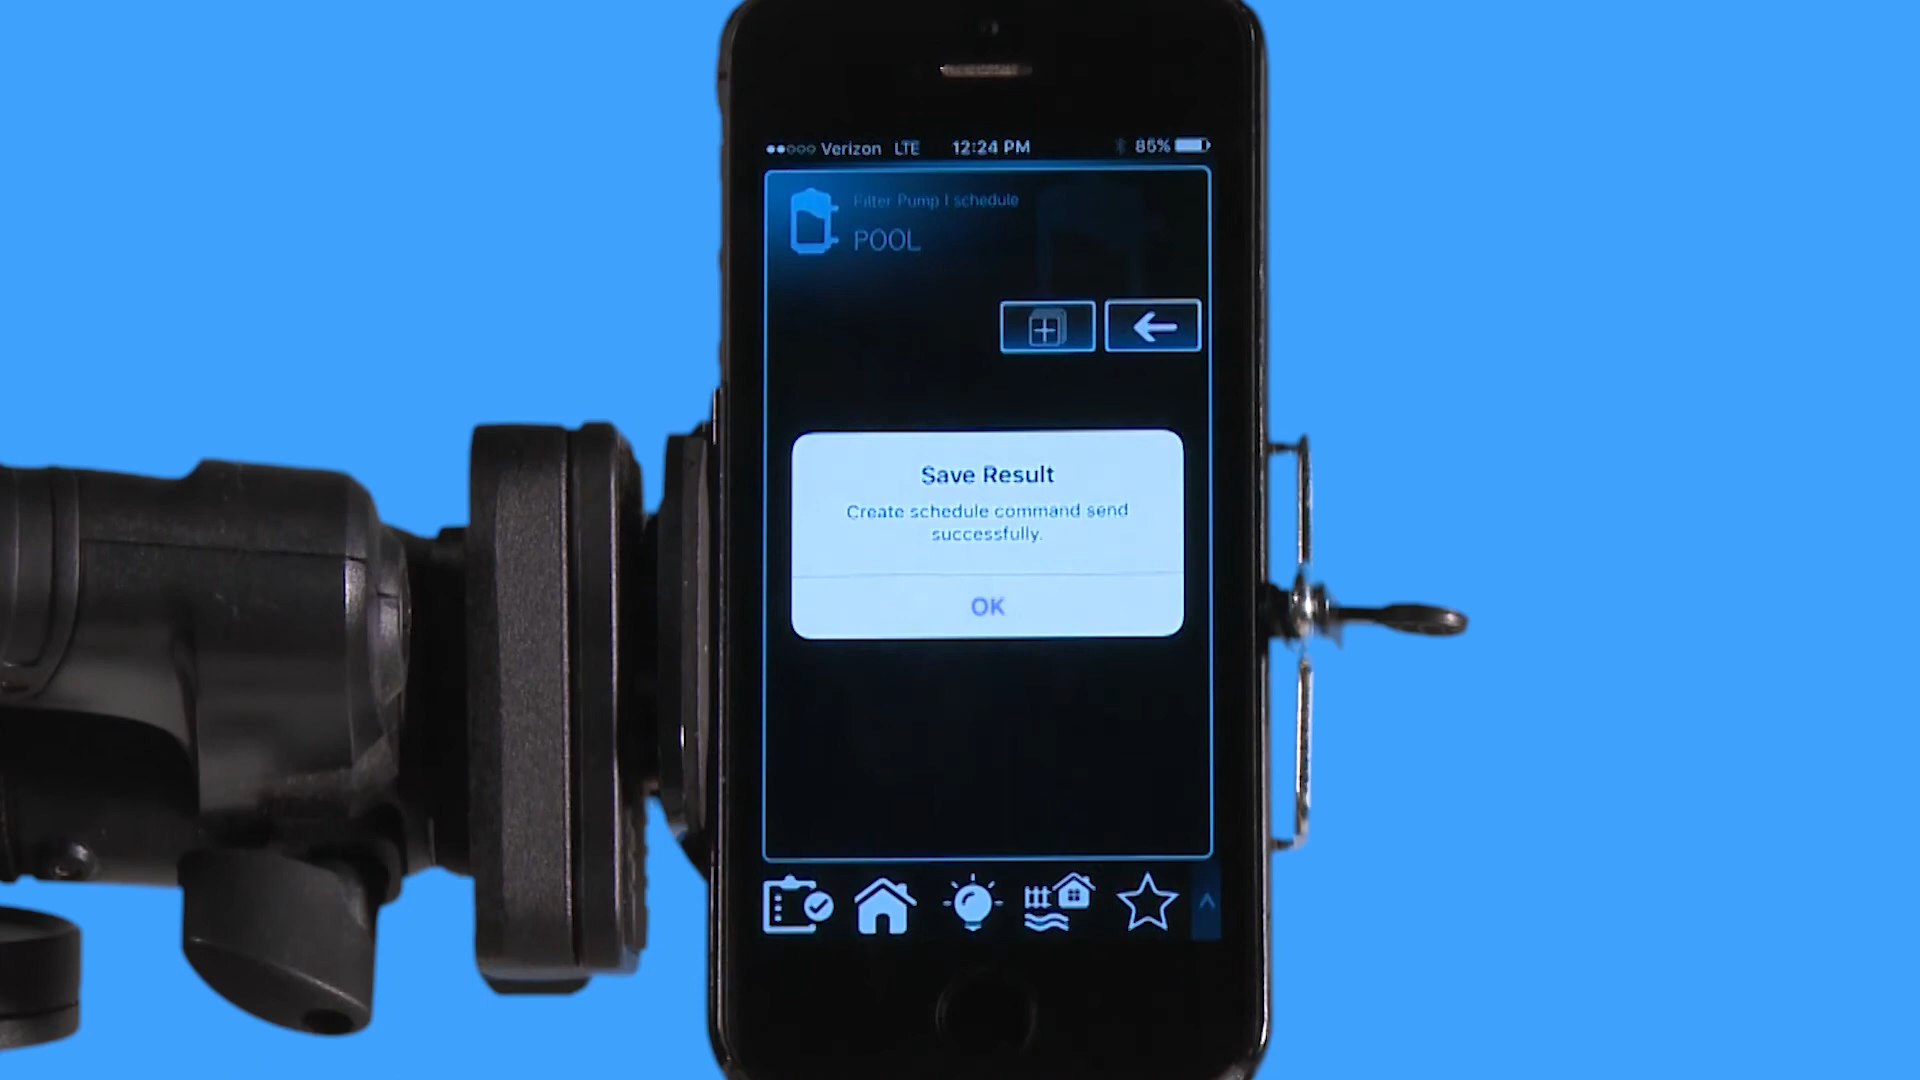 Verizon LTE 12:24 PM 85%
Filter Pump | schedule
POOL
Save Result
Create schedule command send
successfully.
OK